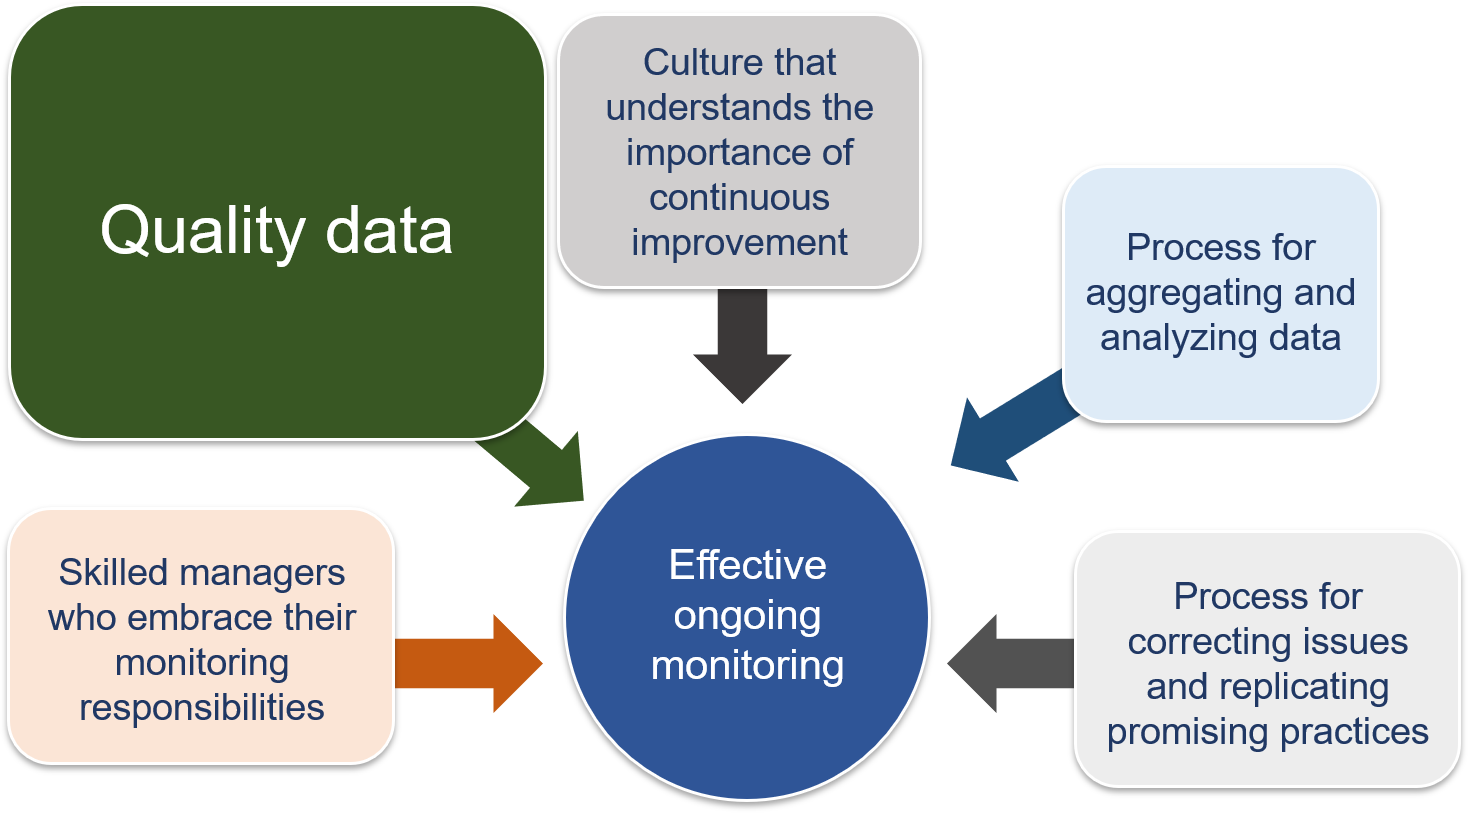 Quality data
Culture that
understands the
importance of
continuous
improvement
Process for
aggregating and
analyzing data
Skilled managers
who embrace their
monitoring
responsibilities
Effective
ongoing
monitoring
Process for
correcting issues
and replicating
promising practices